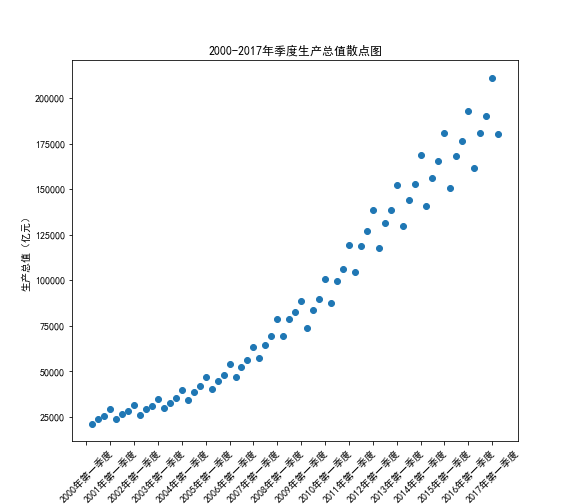 2000-2017年季度生产总值散点图
生产总值（亿元）
200000
175000
150000
125000
100000
75000
50000
25000
2000年第一季度
2001年第一季度
2002年第一季度
2003年第一季度
2004年第一季度
2005年第一季度
2006年第一季度
2007年第一季度
2008年第一季度
2009年第一季度
2010年第一季度
2011年第一季度
2012年第一季度
2013年第一季度
2014年第一季度
2015年第一季度
2016年第一季度
2017年第一季度